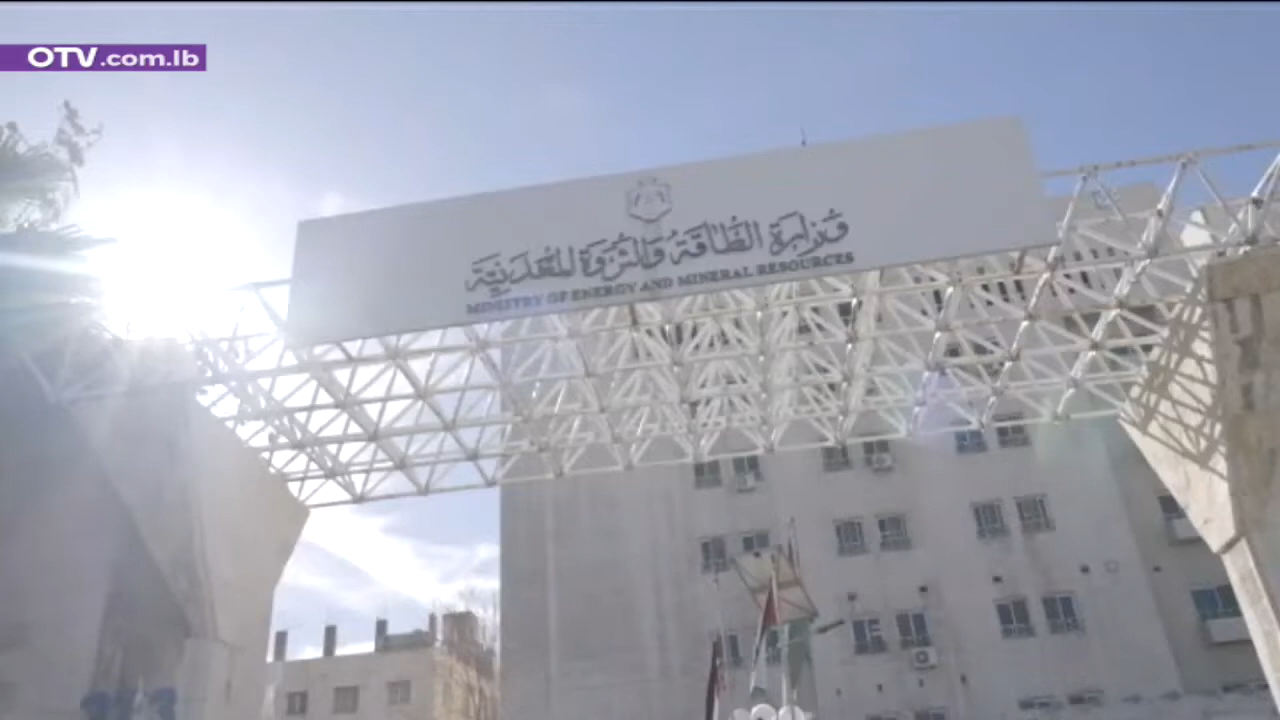 OTV.com.lb
وزارة الطاقة والثروة المعدنية
MINISTRY OF ENERGY AND MINERAL RESOURCES